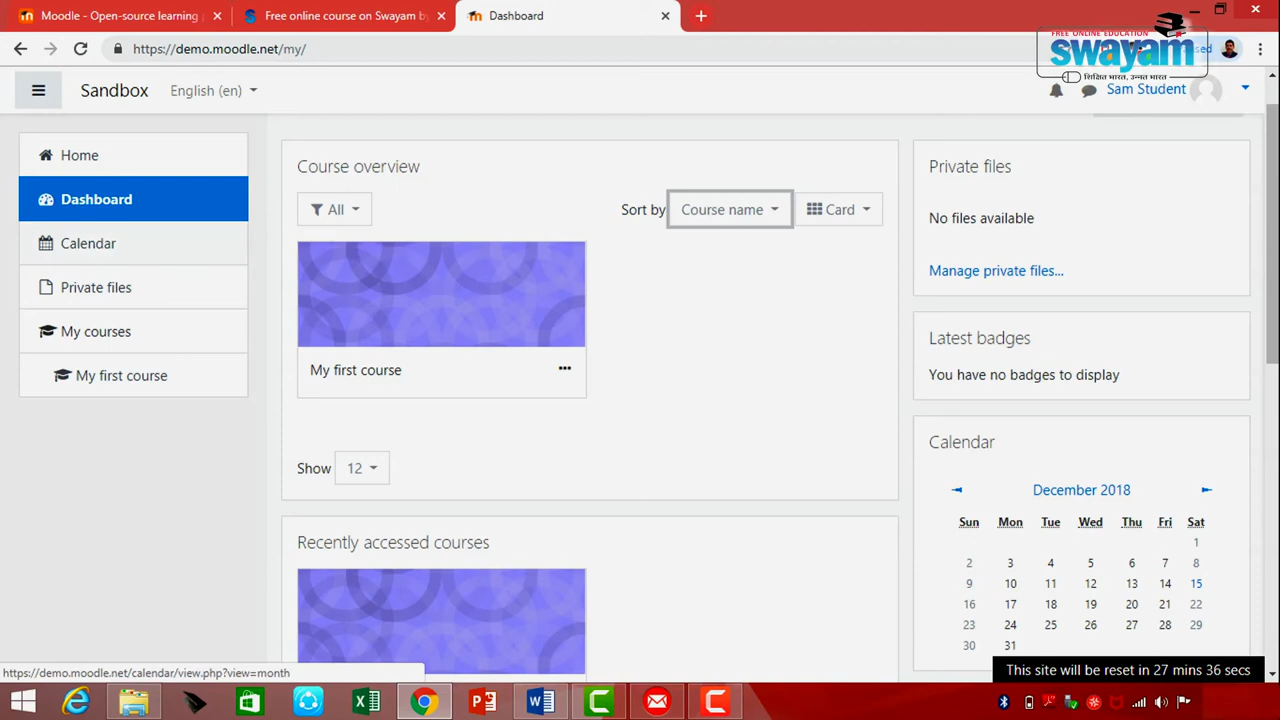 Moodle - Open-source learning
Free online course on Swayam by
Dashboard
https://demo.moodle.net/my/
FREE ONLINE EDUCATION
swayam
शिक्षित भारत, उन्नत भारत
Sandbox
English (en)
Sam Student
Home
Dashboard
Calendar
Private files
My courses
My first course
Course overview
All
Sort by
Course name
Card
My first course
Show
12
Recently accessed courses
Private files
No files available
Manage private files...
Latest badges
You have no badges to display
Calendar
December 2018
Sun Mon Tue Wed Thu Fri Sat
1
2 3 4 5 6 7 8
9 10 11 12 13 14 15
16 17 18 19 20 21 22
23 24 25 26 27 28 29
30 31
https://demo.moodle.net/calendar/view.php?view=month
This site will be reset in 27 mins 36 secs